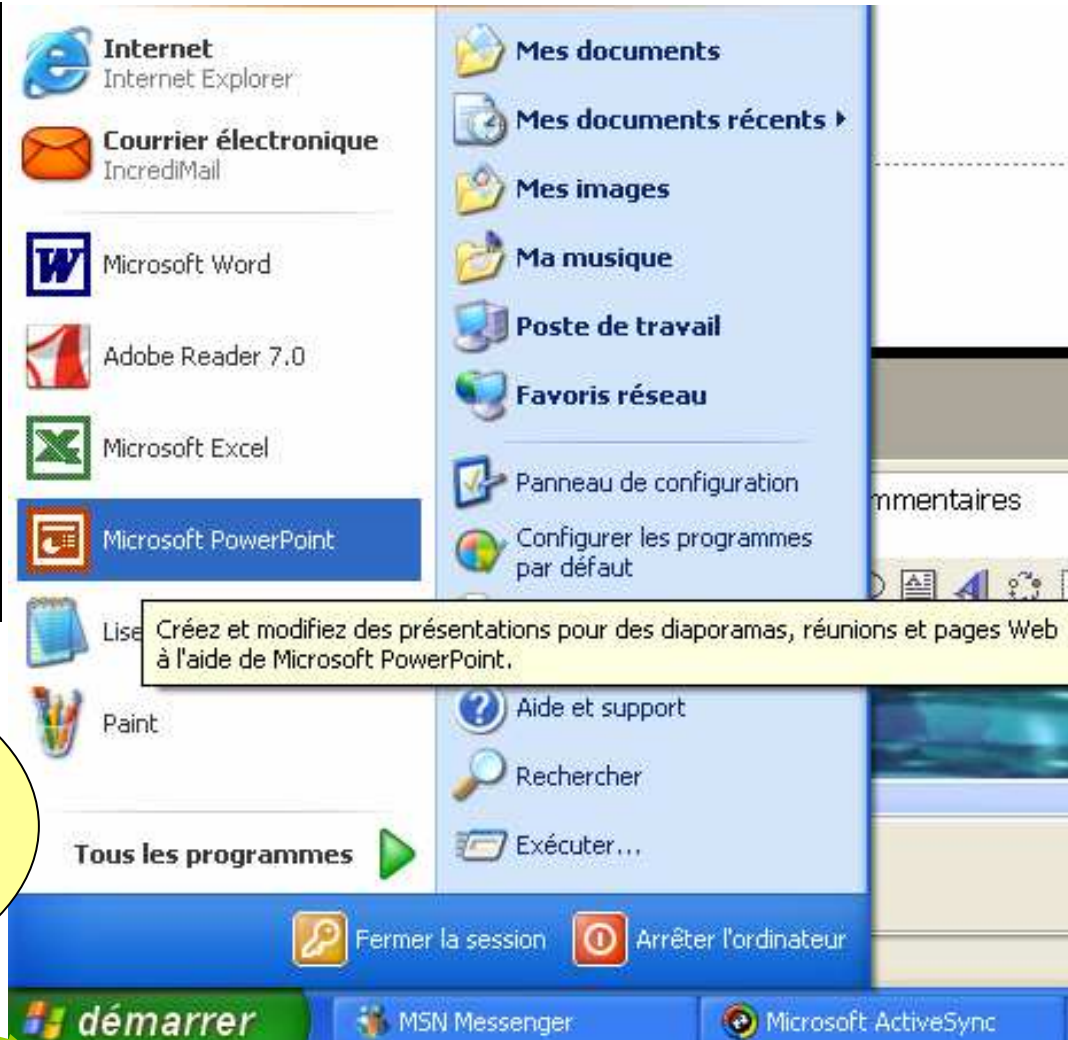 Internet
Internet Explorer
Courrier électronique
IncrediMail
Microsoft Word
Adobe Reader 7.0
Microsoft Excel
Microsoft PowerPoint
Lise
Paint
Tous les programmes
Mes documents
Mes documents récents
Mes images
Ma musique
Poste de travail
Favoris réseau
Panneau de configuration
Configurer les programmes
par défaut
Créez et modifiez des présentations pour des diaporamas, réunions et pages Web
à l'aide de Microsoft PowerPoint.
Aide et support
Rechercher
Exécuter...
mmentaires
Fermer la session
Arrêter l'ordinateur
démarrer
MSN Messenger
Microsoft ActiveSync